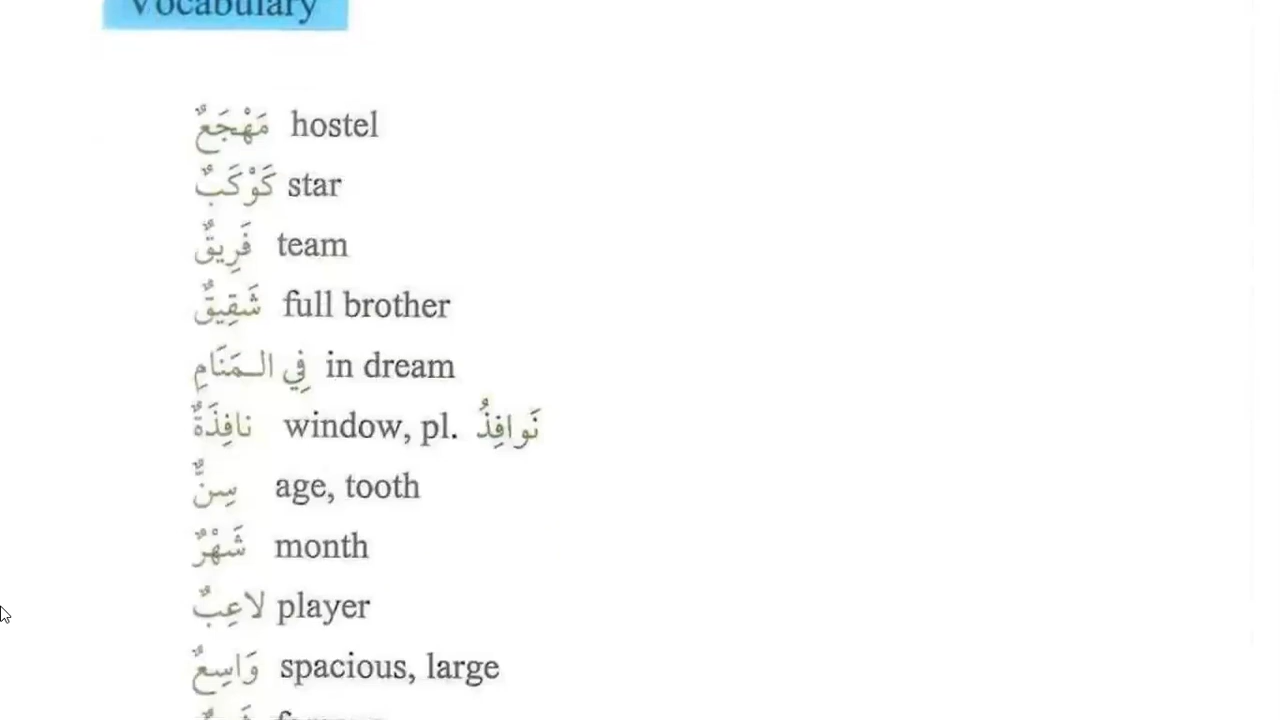 Vocabulary
مَهْجَعٌ hostel
كَوْكَبٌ star
فَرِيقٌ team
شَقِيقٌ full brother
فِي الـمَنَامِ in dream
نافِذَةٌ window, pl. نَوافِذُ
سِنٌّ age, tooth
شَهْرٌ month
لاعِبٌ player
وَاسِعٌ spacious, large